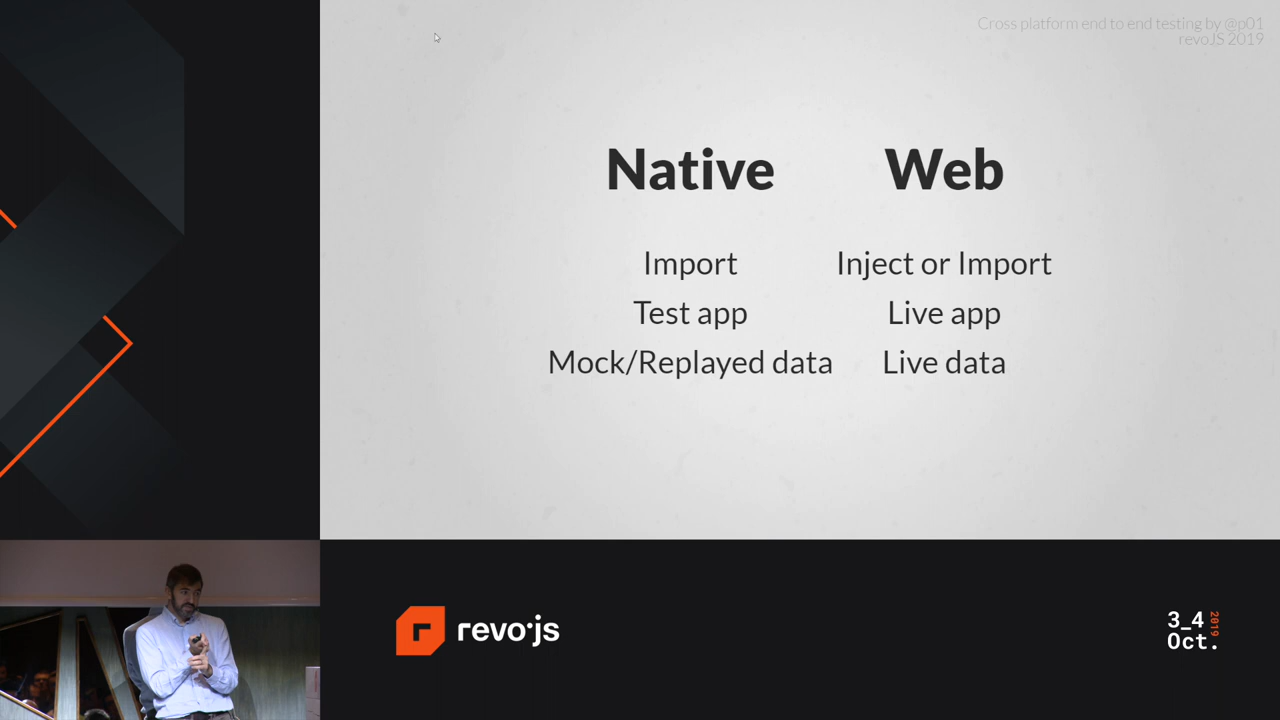 Cross platform end to end testing by @p01
revoJS 2019
Native Web
Import Inject or Import
Test app Live app
Mock/Replayed data Live data
revo·js
3_4 2019
Oct.